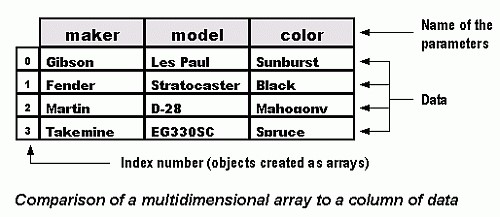 maker model color
Name of the
parameters
0 Gibson Les Paul Sunburst
1 Fender Stratocaster Black
2 Martin D-28 Mahogony
3 Takemine EG330SC Spruce
Data
Index number (objects created as arrays)
Comparison of a multidimensional array to a column of data